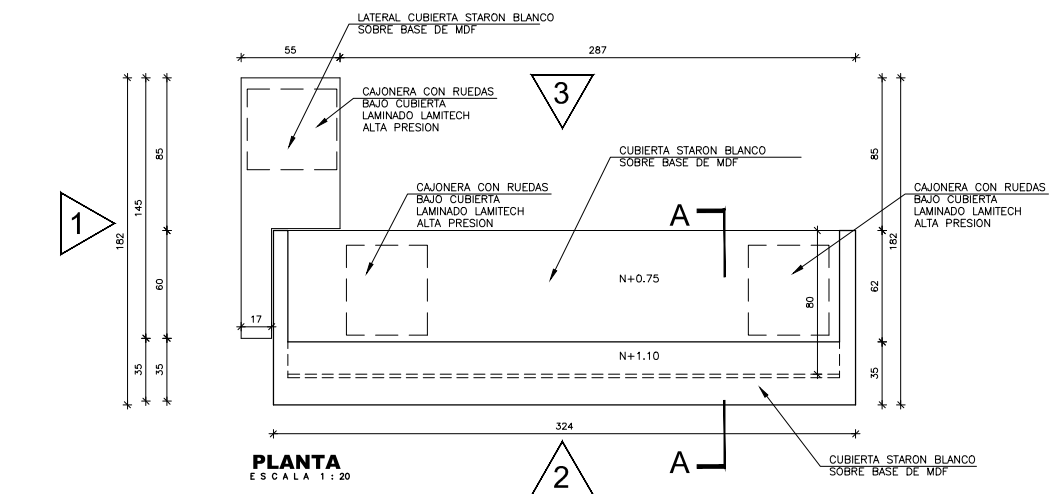 LATERAL CUBIERTA STARON BLANCO
SOBRE BASE DE MDF
55
287
CAJONERA CON RUEDAS
BAJO CUBIERTA
LAMINADO LAMITECH
ALTA PRESION
3
CUBIERTA STARON BLANCO
SOBRE BASE DE MDF
85
85
CAJONERA CON RUEDAS
BAJO CUBIERTA
LAMINADO LAMITECH
ALTA PRESION
CAJONERA CON RUEDAS
BAJO CUBIERTA
LAMINADO LAMITECH
ALTA PRESION
A
1
182
145
182
60
N+0.75
80
62
17
N+1.10
35
35
35
324
PLANTA
ESCALA 1:20
2
A
CUBIERTA STARON BLANCO
SOBRE BASE DE MDF